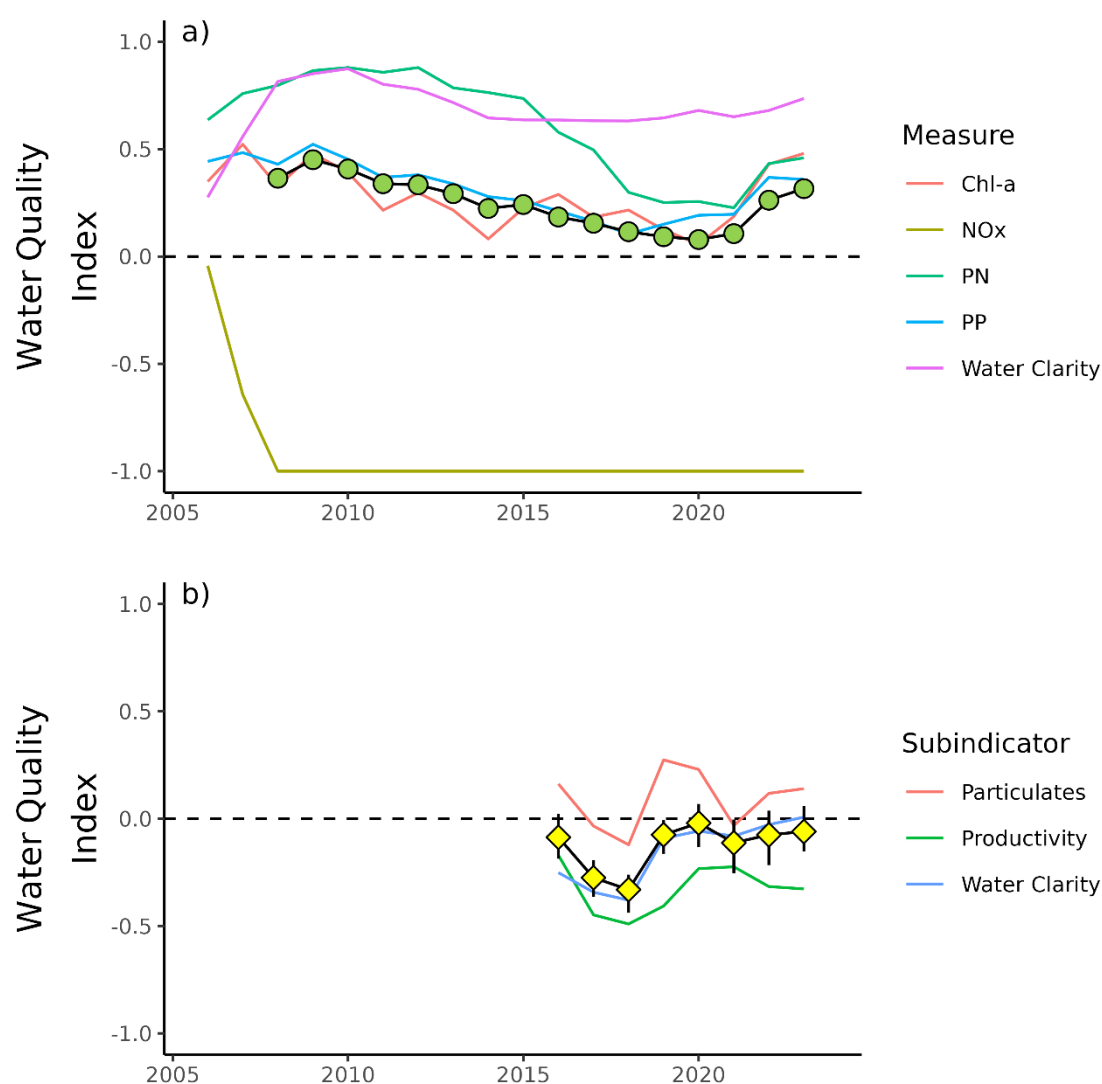 a)
Water Quality
Index
1.0
0.5
0.0
-0.5
-1.0
2005
2010
2015
2020
Measure
Chl-a
NOx
PN
PP
Water Clarity
b)
Water Quality
Index
1.0
0.5
0.0
-0.5
-1.0
2005
2010
2015
2020
Subindicator
Particulates
Productivity
Water Clarity